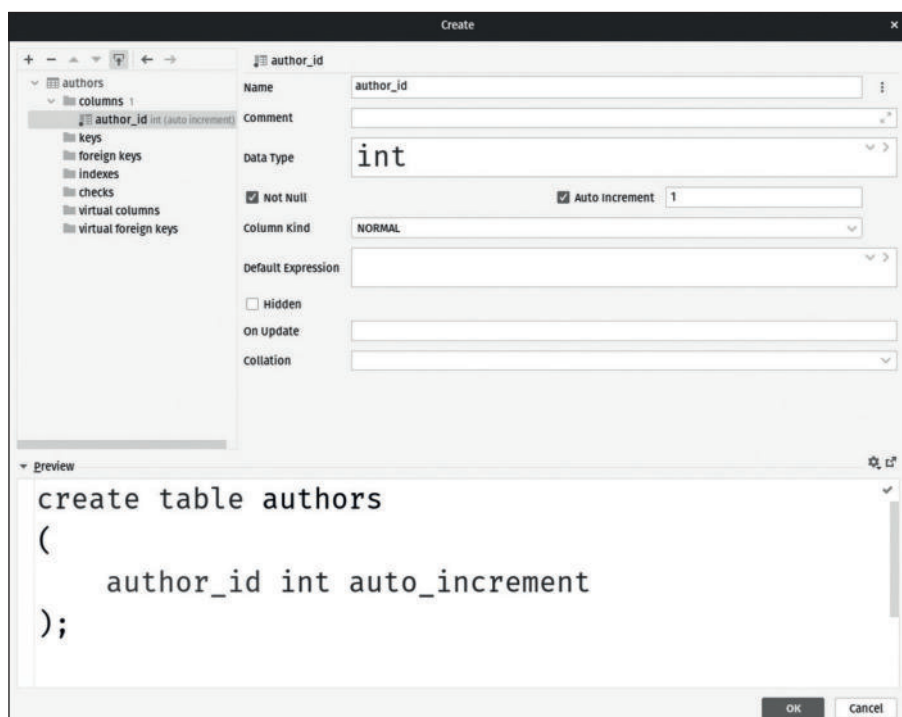 Create
author_id
authors
Name
author_id
columns 1
author_id int (auto increment)
Comment
keys
foreign keys
Data Type
int
indexes
checks
Not Null
Auto Increment
1
virtual columns
virtual foreign keys
Column Kind
NORMAL
Default Expression
Hidden
On Update
Collation
Preview
create table authors
(
author_id int auto_increment
);
OK
Cancel